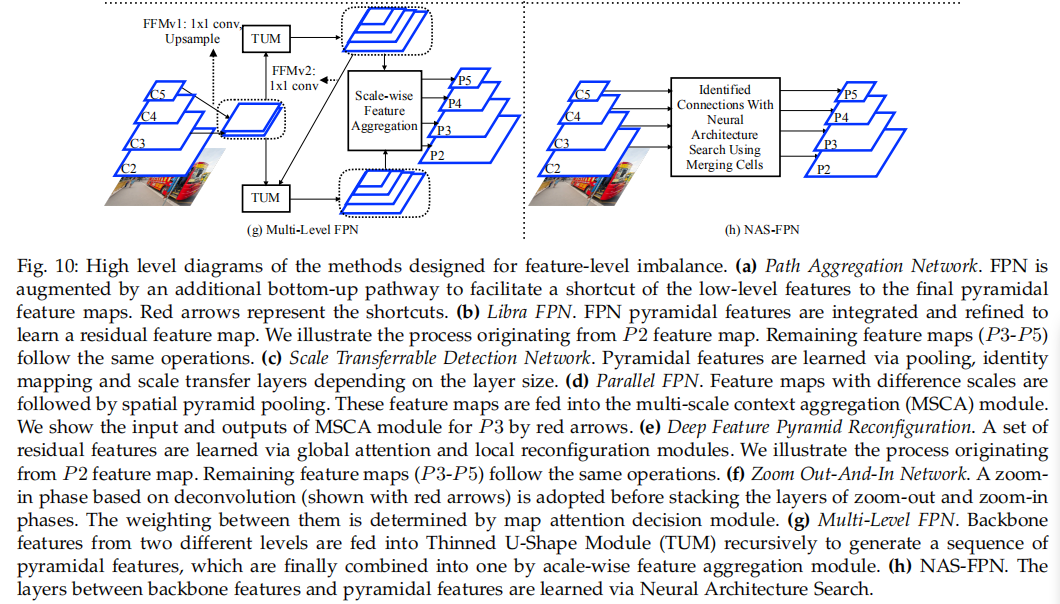 FFMv1: 1x1 conv,
Upsample
TUM
FFMv2:
1x1 conv
C5
C4
C3
C2
TUM
Scale-wise
Feature
Aggregation
P5
P4
P3
P2
(g) Multi-Level FPN
C5
C4
C3
C2
Identified
Connections With
Neural
Architecture
Search Using
Merging Cells
P5
P4
P3
P2
(h) NAS-FPN
Fig. 10: High level diagrams of the methods designed for feature-level imbalance. (a) Path Aggregation Network. FPN is
augmented by an additional bottom-up pathway to facilitate a shortcut of the low-level features to the final pyramidal
feature maps. Red arrows represent the shortcuts. (b) Libra FPN. FPN pyramidal features are integrated and refined to
learn a residual feature map. We illustrate the process originating from P2 feature map. Remaining feature maps (P3-P5)
follow the same operations. (c) Scale Transferrable Detection Network. Pyramidal features are learned via pooling, identity
mapping and scale transfer layers depending on the layer size. (d) Parallel FPN. Feature maps with difference scales are
followed by spatial pyramid pooling. These feature maps are fed into the multi-scale context aggregation (MSCA) module.
We show the input and outputs of MSCA module for P3 by red arrows. (e) Deep Feature Pyramid Reconfiguration. A set of
residual features are learned via global attention and local reconfiguration modules. We illustrate the process originating
from P2 feature map. Remaining feature maps (P3-P5) follow the same operations. (f) Zoom Out-And-In Network. A zoom-
in phase based on deconvolution (shown with red arrows) is adopted before stacking the layers of zoom-out and zoom-in
phases. The weighting between them is determined by map attention decision module. (g) Multi-Level FPN. Backbone
features from two different levels are fed into Thinned U-Shape Module (TUM) recursively to generate a sequence of
pyramidal features, which are finally combined into one by acale-wise feature aggregation module. (h) NAS-FPN. The
layers between backbone features and pyramidal features are learned via Neural Architecture Search.